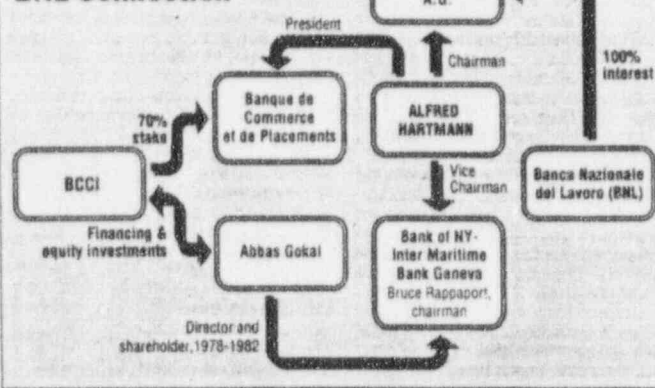 A.G.
President
Chairman
100%
interest
Banque de
Commerce
et de Placements
ALFRED
HARTMANN
70%
stake
BCCI
Vice
Chairman
Banca Nazionale
del Lavoro (BNL)
Financing &
equity investments
Abbas Gokal
Bank of NY-
Inter Maritime
Bank Geneva
Bruce Rappaport,
chairman
Director and
shareholder, 1978-1982